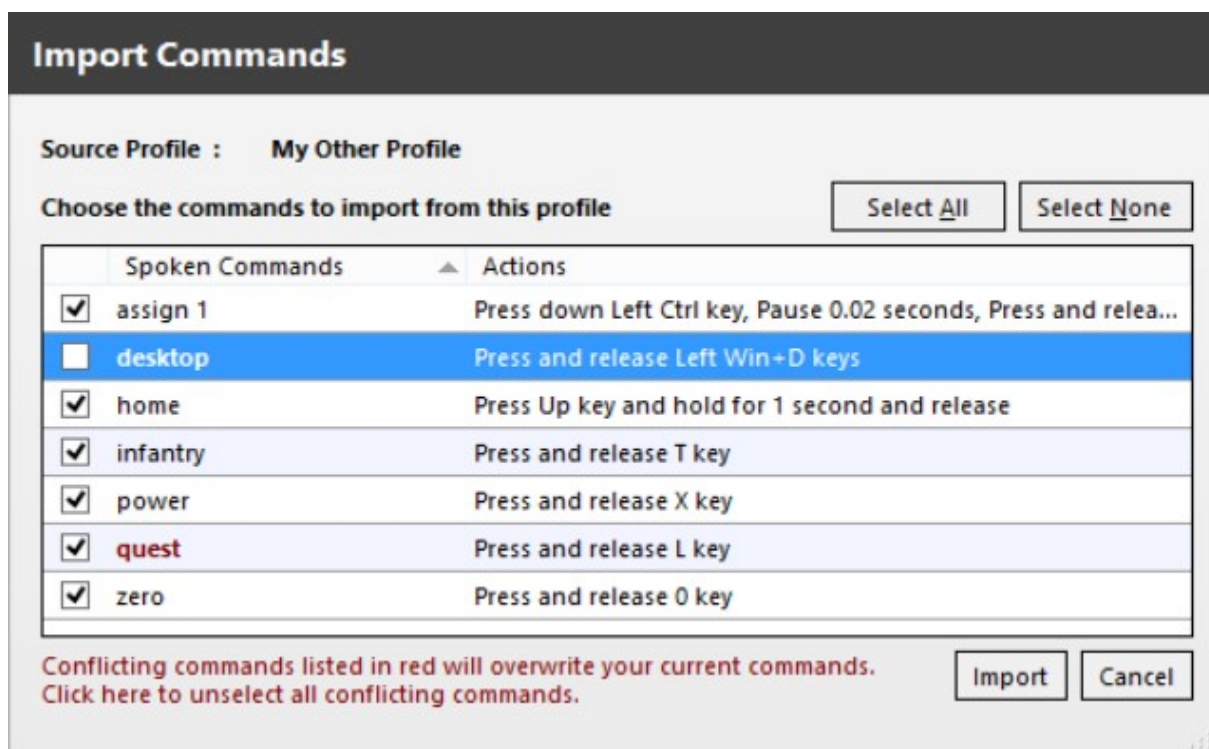 Import Commands
Source Profile : My Other Profile
Choose the commands to import from this profile Select All Select None
Spoken Commands Actions
assign 1 Press down Left Ctrl key, Pause 0.02 seconds, Press and relea...
desktop Press and release Left Win+D keys
home Press Up key and hold for 1 second and release
infantry Press and release T key
power Press and release X key
quest Press and release L key
zero Press and release 0 key
Conflicting commands listed in red will overwrite your current commands.
Click here to unselect all conflicting commands.
Import Cancel